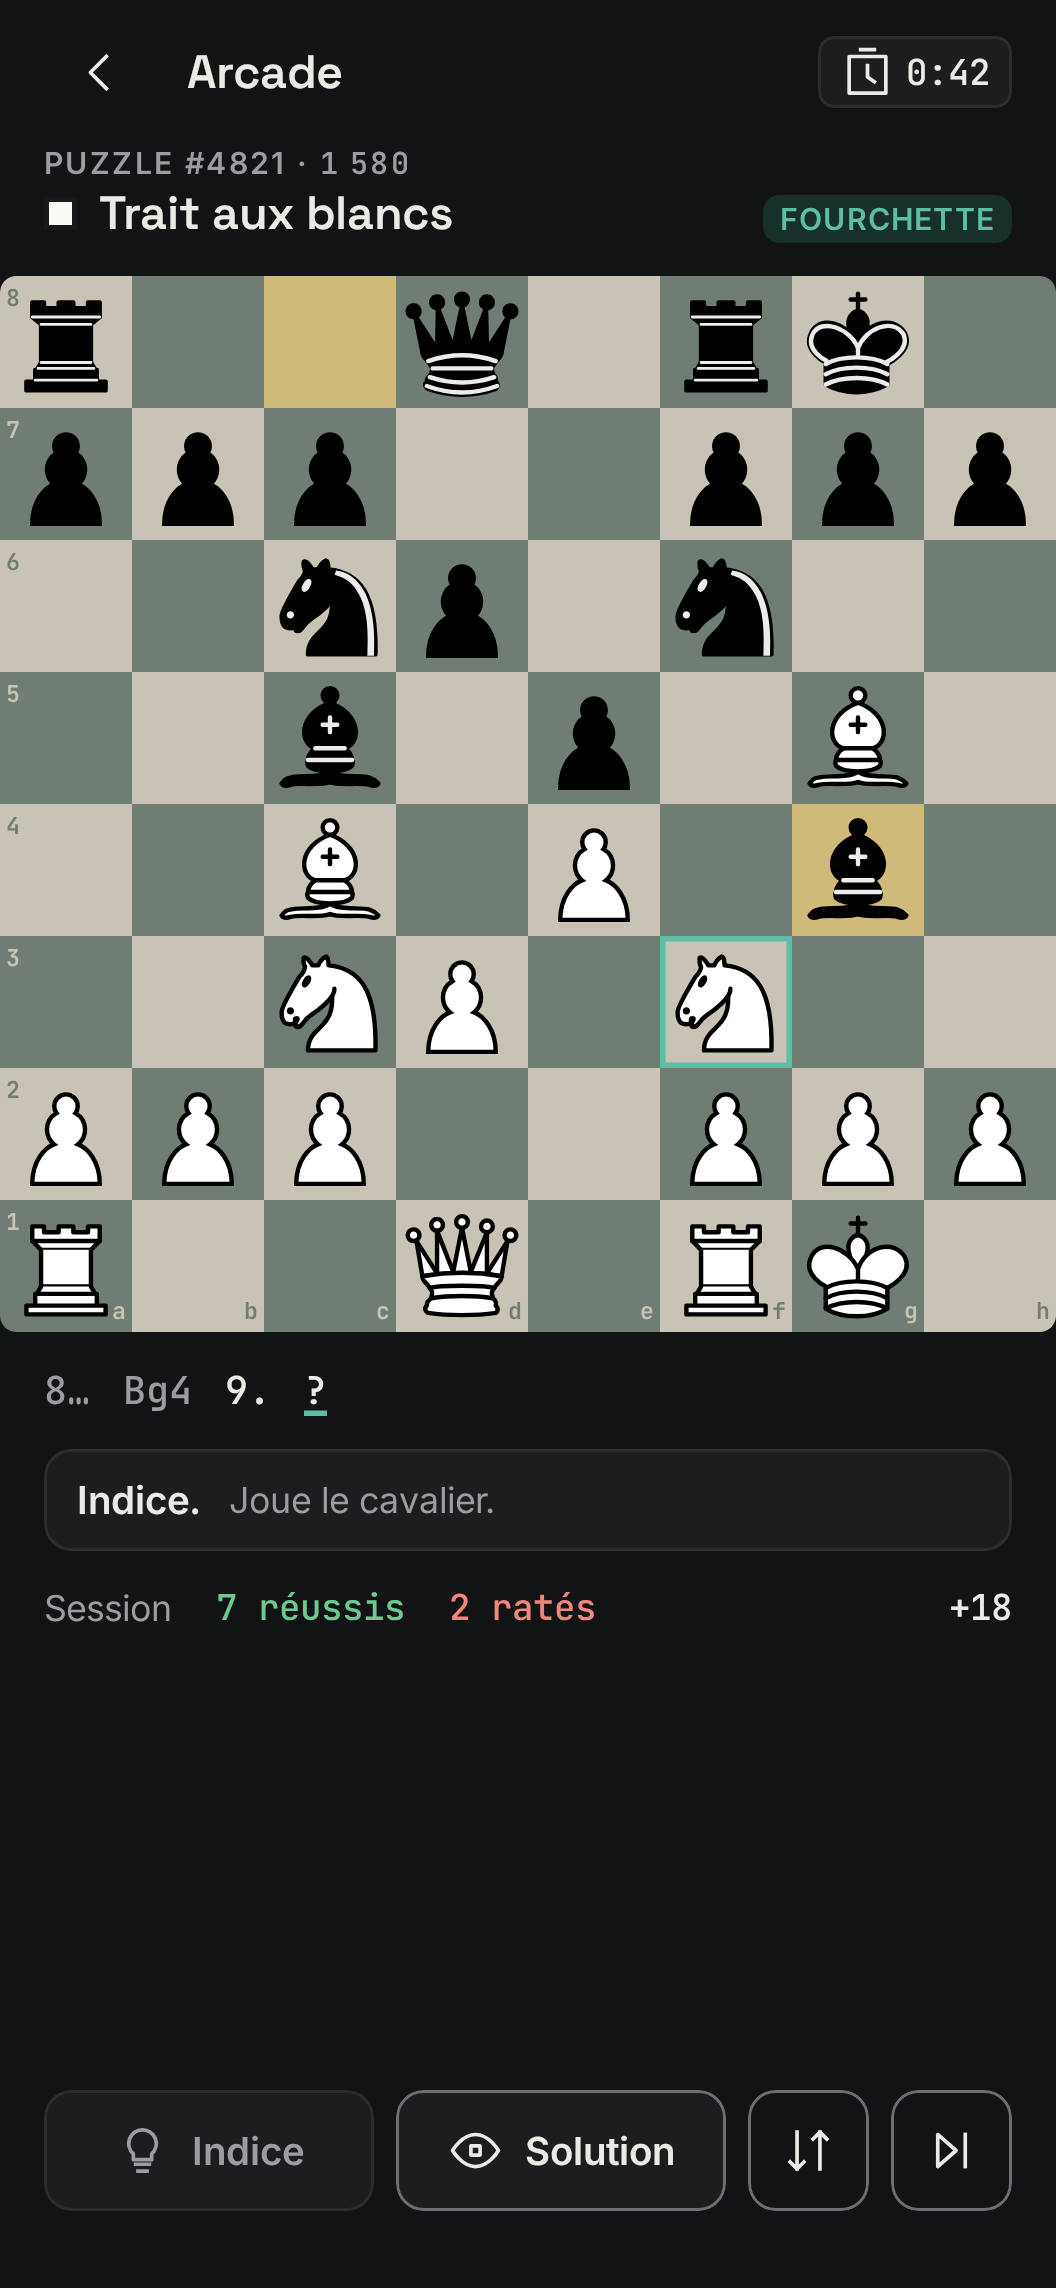 Arcade
0:42
PUZZLE #4821 · 1 580
Trait aux blancs
FOURCHETTE
8
7
6
5
4
3
2
1
a b c d e f g h
8… Bg4 9. ?
Indice. Joue le cavalier.
Session 7 réussis 2 ratés +18
Indice
Solution